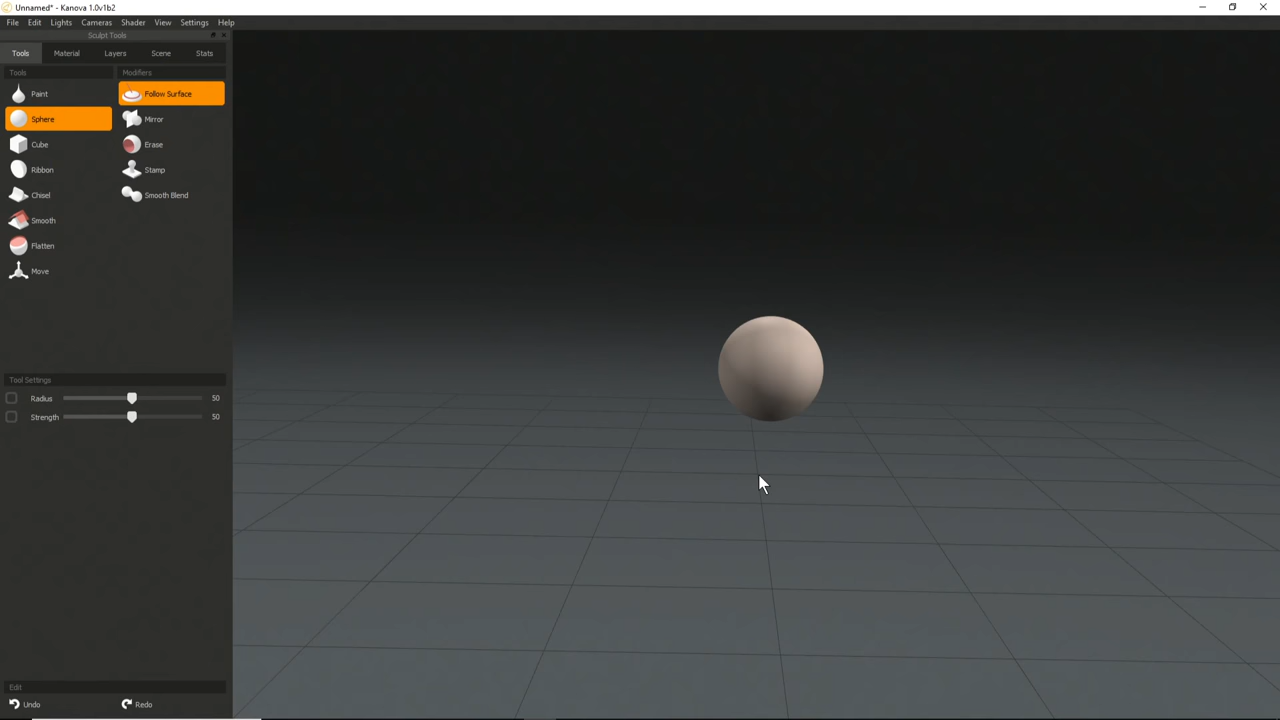 Unnamed* - Kanova 1.0v1b2
File Edit Lights Cameras Shader View Settings Help
Sculpt Tools
Tools Material Layers Scene Stats
Tools Modifiers
Paint Follow Surface
Sphere Mirror
Cube Erase
Ribbon Stamp
Chisel Smooth Blend
Smooth
Flatten
Move
Tool Settings
Radius 50
Strength 50
Edit
Undo Redo